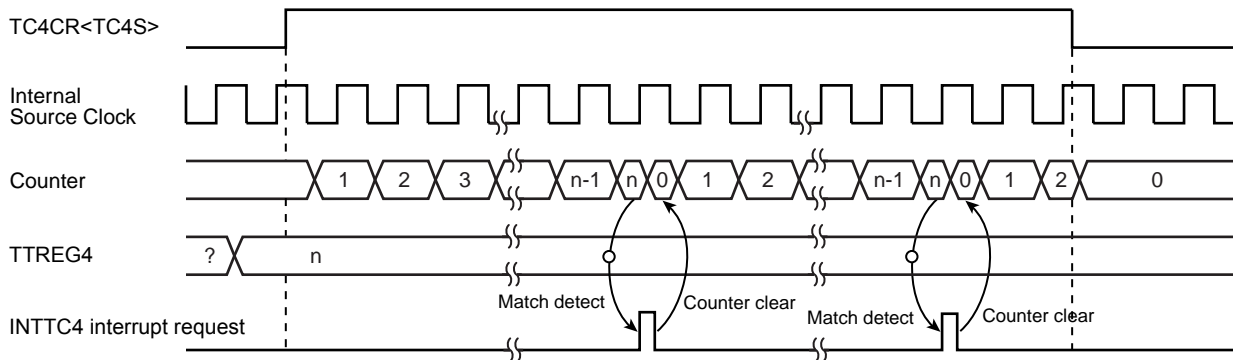 TC4CR<TC4S>
Internal
Source Clock
Counter
1 2 3 n-1 n 0 1 2 n-1 n 0 1 2 0
TTREG4
? n
Match detect Counter clear Match detect Counter clear
INTTC4 interrupt request